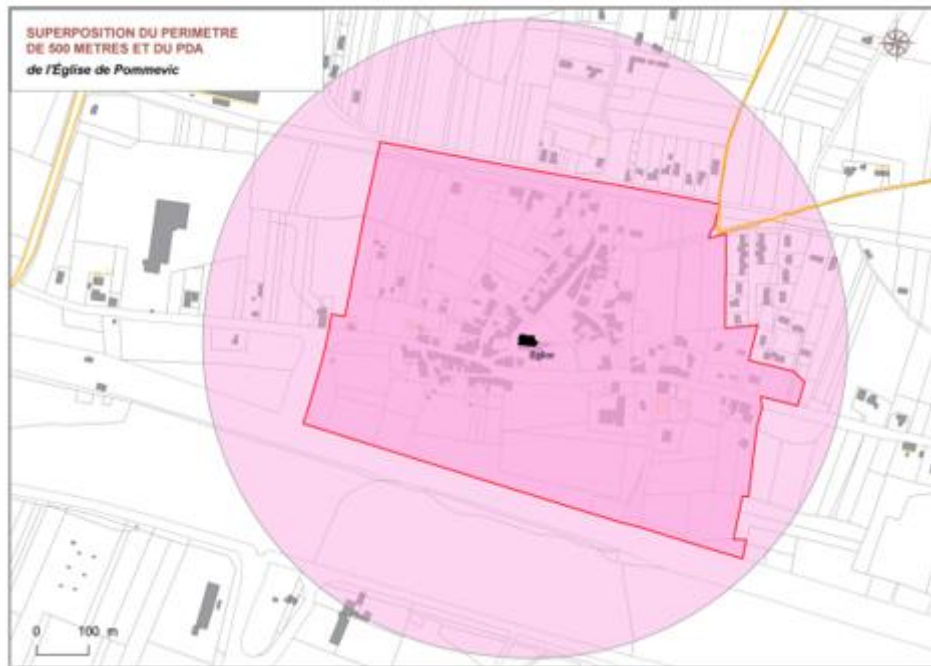 SUPERPOSITION DU PERIMETRE
DE 500 METRES ET DU PDA
de l'Église de Pommevic
Eglise
0 100 m